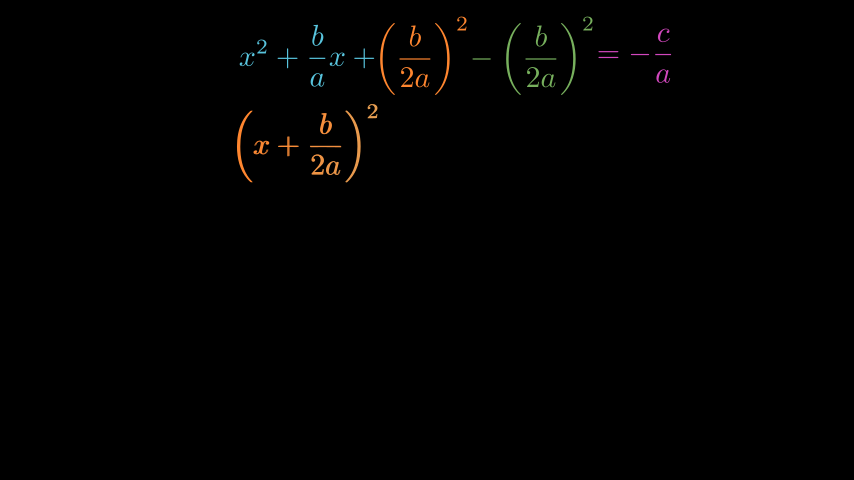 x² + b/a x + (b/2a)² − (b/2a)² = − c/a
(x + b/2a)²